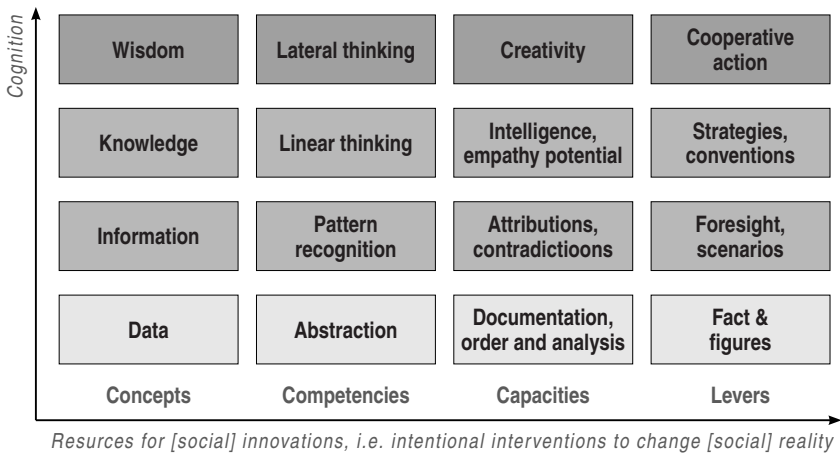 Cognition
Wisdom
Lateral thinking
Creativity
Cooperative
action
Knowledge
Linear thinking
Intelligence,
empathy potential
Strategies,
conventions
Information
Pattern
recognition
Attributions,
contradictioons
Foresight,
scenarios
Data
Abstraction
Documentation,
order and analysis
Fact &
figures
Concepts
Competencies
Capacities
Levers
Resurces for [social] innovations, i.e. intentional interventions to change [social] reality